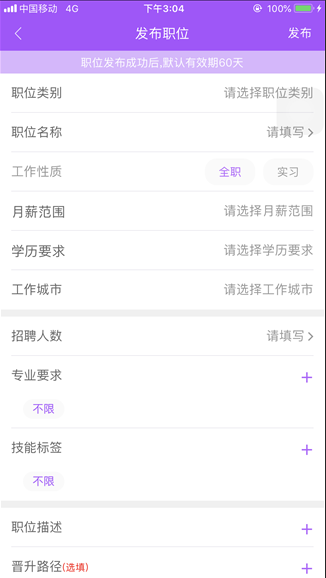 中国移动 4G 下午3:04 100%
发布职位 发布
职位发布成功后,默认有效期60天
职位类别 请选择职位类别
职位名称 请填写
工作性质 全职 实习
月薪范围 请选择月薪范围
学历要求 请选择学历要求
工作城市 请选择工作城市
招聘人数 请填写
专业要求 +
不限
技能标签 +
不限
职位描述 +
晋升路径(选填) +